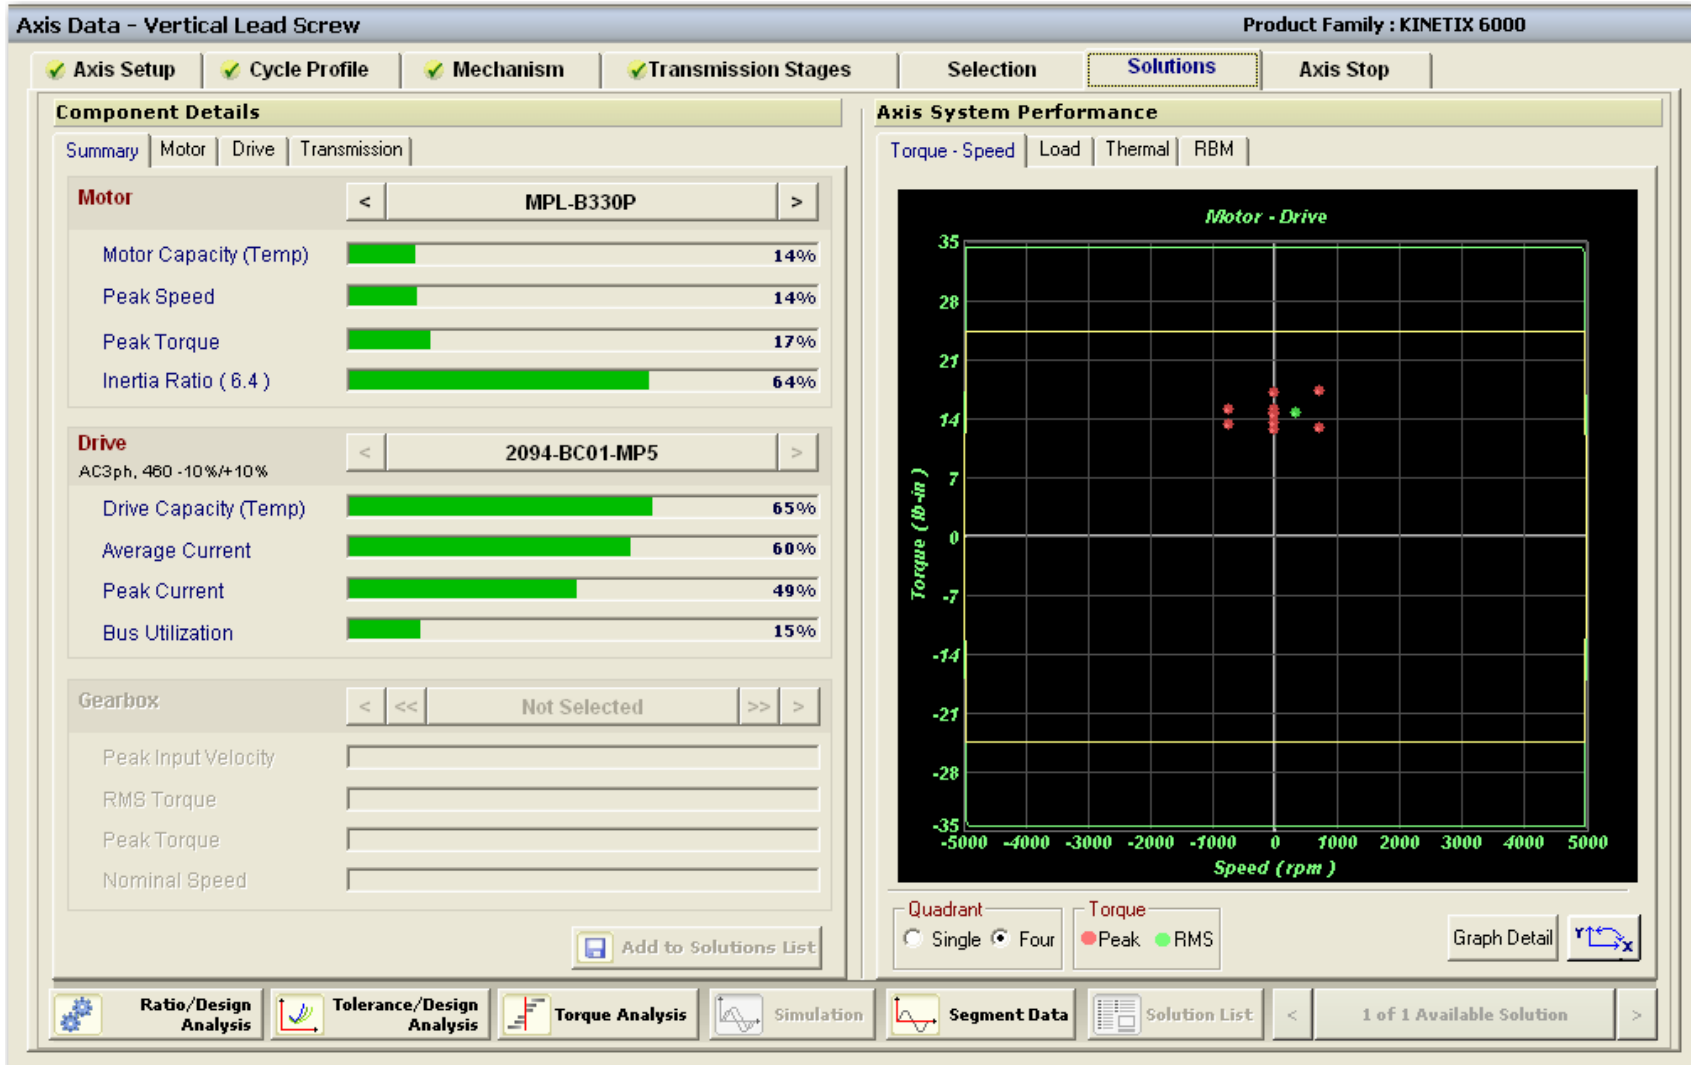 Axis Data - Vertical Lead Screw
Product Family : KINETIX 6000
Axis Setup
Cycle Profile
Mechanism
Transmission Stages
Selection
Solutions
Axis Stop
Component Details
Summary
Motor
Drive
Transmission
Motor
<
MPL-B330P
>
Motor Capacity (Temp)
14%
Peak Speed
14%
Peak Torque
17%
Inertia Ratio ( 6.4 )
64%
Drive
AC3ph, 460 -10%/+10%
<
2094-BC01-MP5
>
Drive Capacity (Temp)
65%
Average Current
60%
Peak Current
49%
Bus Utilization
15%
Gearbox
<
<<
Not Selected
>>
>
Peak Input Velocity
RMS Torque
Peak Torque
Nominal Speed
Add to Solutions List
Axis System Performance
Torque - Speed
Load
Thermal
RBM
Motor - Drive
35
28
21
14
7
0
-7
-14
-21
-28
-35
Torque ( lb-in )
-5000
-4000
-3000
-2000
-1000
0
1000
2000
3000
4000
5000
Speed ( rpm )
Quadrant
Single
Four
Torque
Peak
RMS
Graph Detail
Y
X
Ratio/Design
Analysis
Tolerance/Design
Analysis
Torque Analysis
Simulation
Segment Data
Solution List
<
1 of 1 Available Solution
>